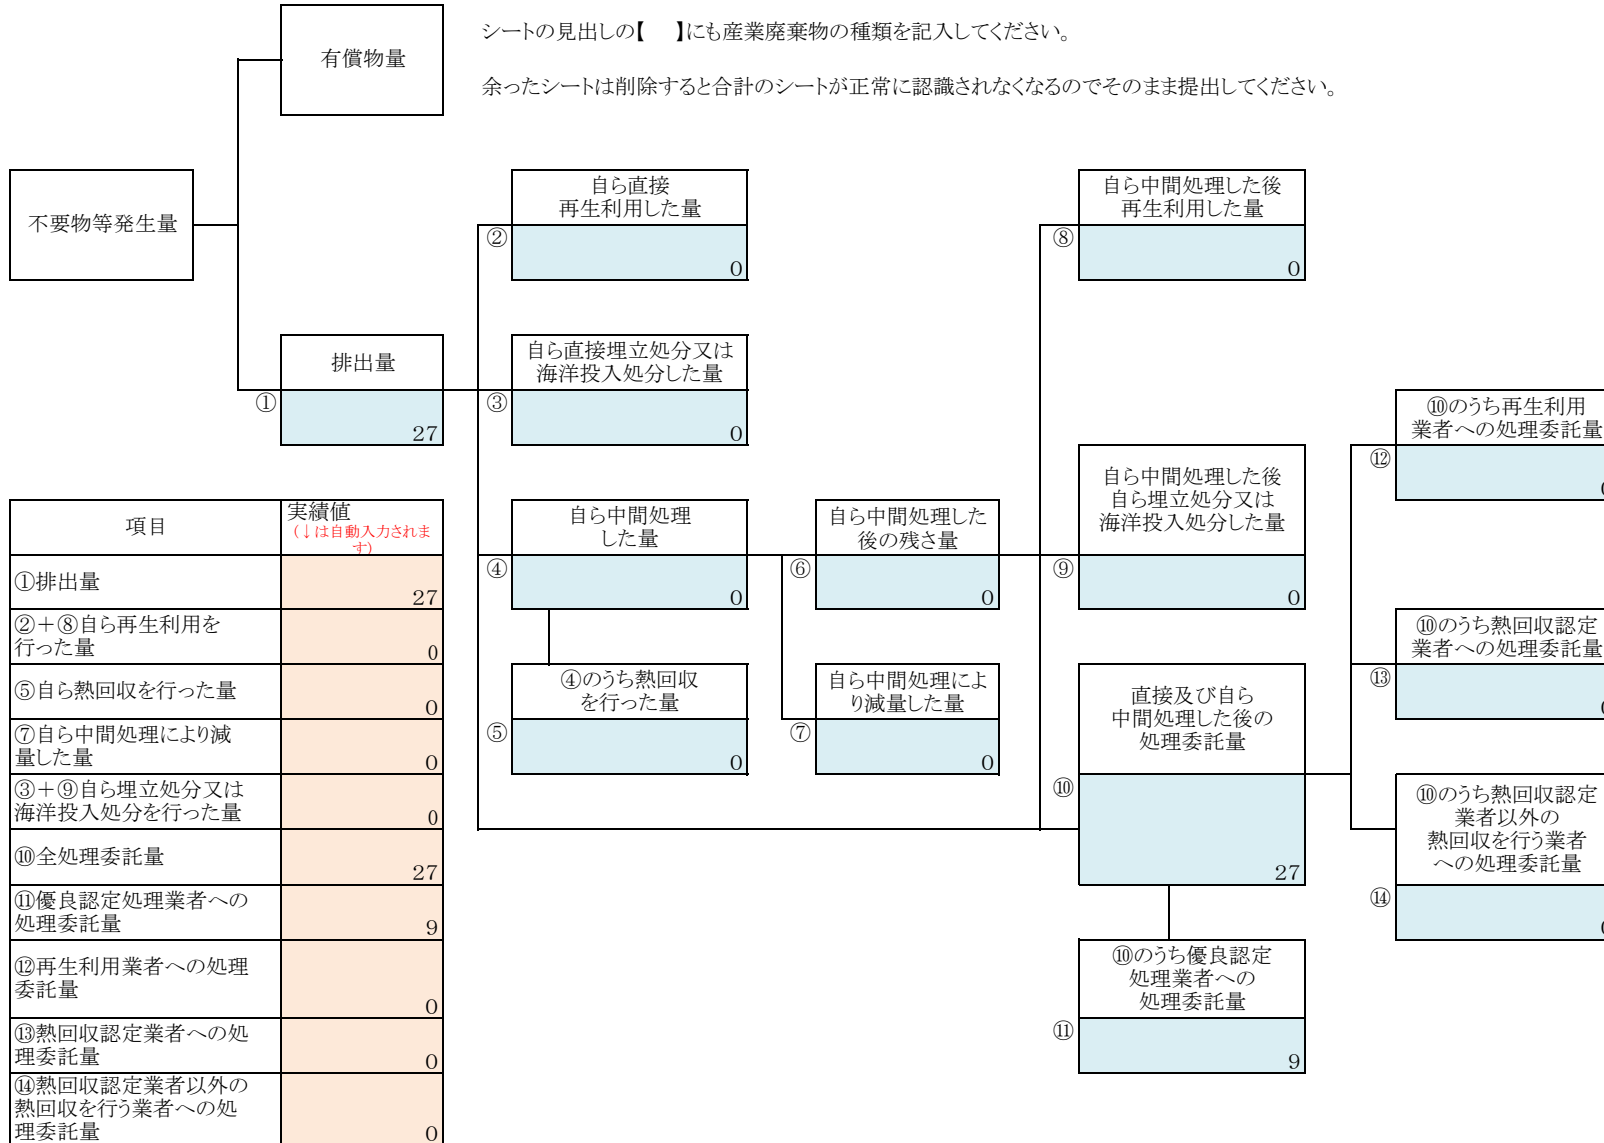 有償物量
シートの見出しの【　】にも産業廃棄物の種類を記入してください。
余ったシートは削除すると合計のシートが正常に認識されなくなるのでそのまま提出してください。
不要物等発生量
自ら直接
再生利用した量
②
0
自ら中間処理した後
再生利用した量
⑧
0
排出量
①
27
自ら直接埋立処分又は
海洋投入処分した量
③
0
⑩のうち再生利用
業者への処理委託量
⑫
自ら中間処理した後
自ら埋立処分又は
海洋投入処分した量
⑨
0
自ら中間処理
した量
④
0
自ら中間処理した
後の残さ量
⑥
0
⑩のうち熱回収認定
業者への処理委託量
⑬
④のうち熱回収
を行った量
⑤
0
自ら中間処理によ
り減量した量
⑦
0
直接及び自ら
中間処理した後の
処理委託量
⑩
27
⑩のうち熱回収認定
業者以外の
熱回収を行う業者
への処理委託量
⑭
⑩のうち優良認定
処理業者への
処理委託量
⑪
9
項目
実績値
（↓は自動入力されま
す）
①排出量
27
②＋⑧自ら再生利用を
行った量
0
⑤自ら熱回収を行った量
0
⑦自ら中間処理により減
量した量
0
③＋⑨自ら埋立処分又は
海洋投入処分を行った量
0
⑩全処理委託量
27
⑪優良認定処理業者への
処理委託量
9
⑫再生利用業者への処理
委託量
0
⑬熱回収認定業者への処
理委託量
0
⑭熱回収認定業者以外の
熱回収を行う業者への処
理委託量
0